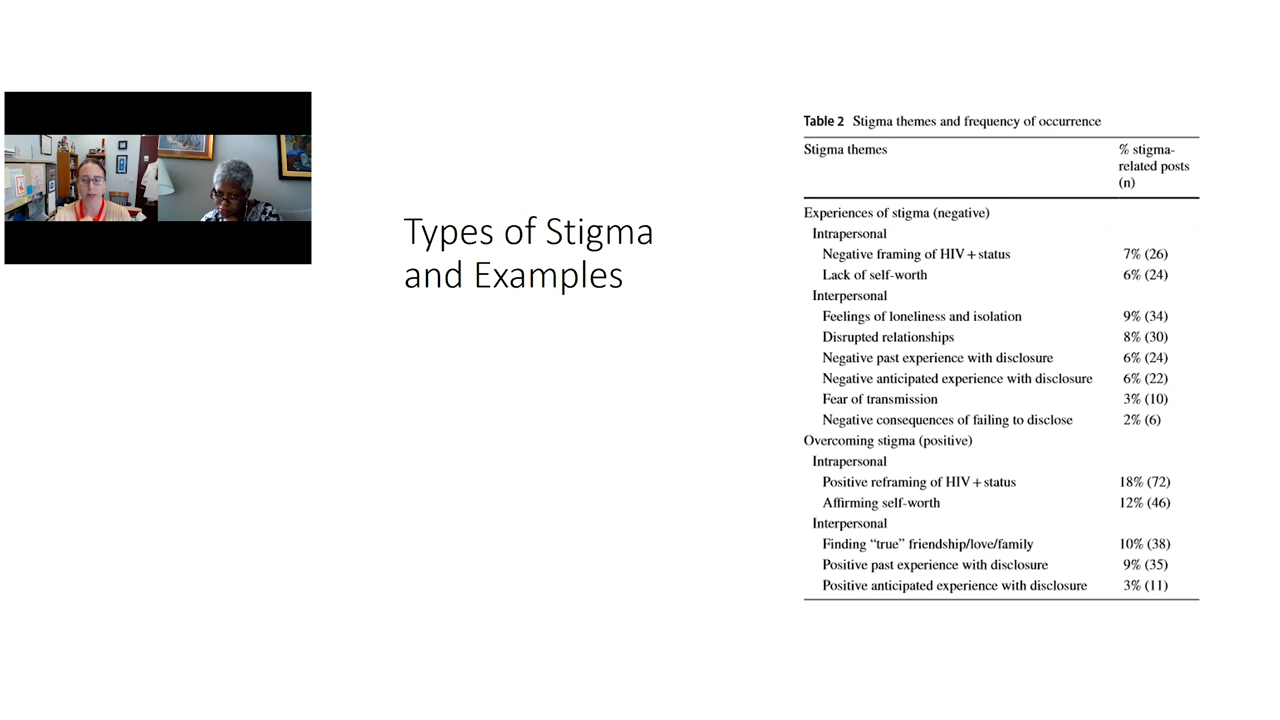 Types of Stigma
and Examples
Table 2 Stigma themes and frequency of occurrence
Stigma themes
% stigma-
related posts
(n)
Experiences of stigma (negative)
Intrapersonal
Negative framing of HIV + status 7% (26)
Lack of self-worth 6% (24)
Interpersonal
Feelings of loneliness and isolation 9% (34)
Disrupted relationships 8% (30)
Negative past experience with disclosure 6% (24)
Negative anticipated experience with disclosure 6% (22)
Fear of transmission 3% (10)
Negative consequences of failing to disclose 2% (6)
Overcoming stigma (positive)
Intrapersonal
Positive reframing of HIV + status 18% (72)
Affirming self-worth 12% (46)
Interpersonal
Finding “true” friendship/love/family 10% (38)
Positive past experience with disclosure 9% (35)
Positive anticipated experience with disclosure 3% (11)